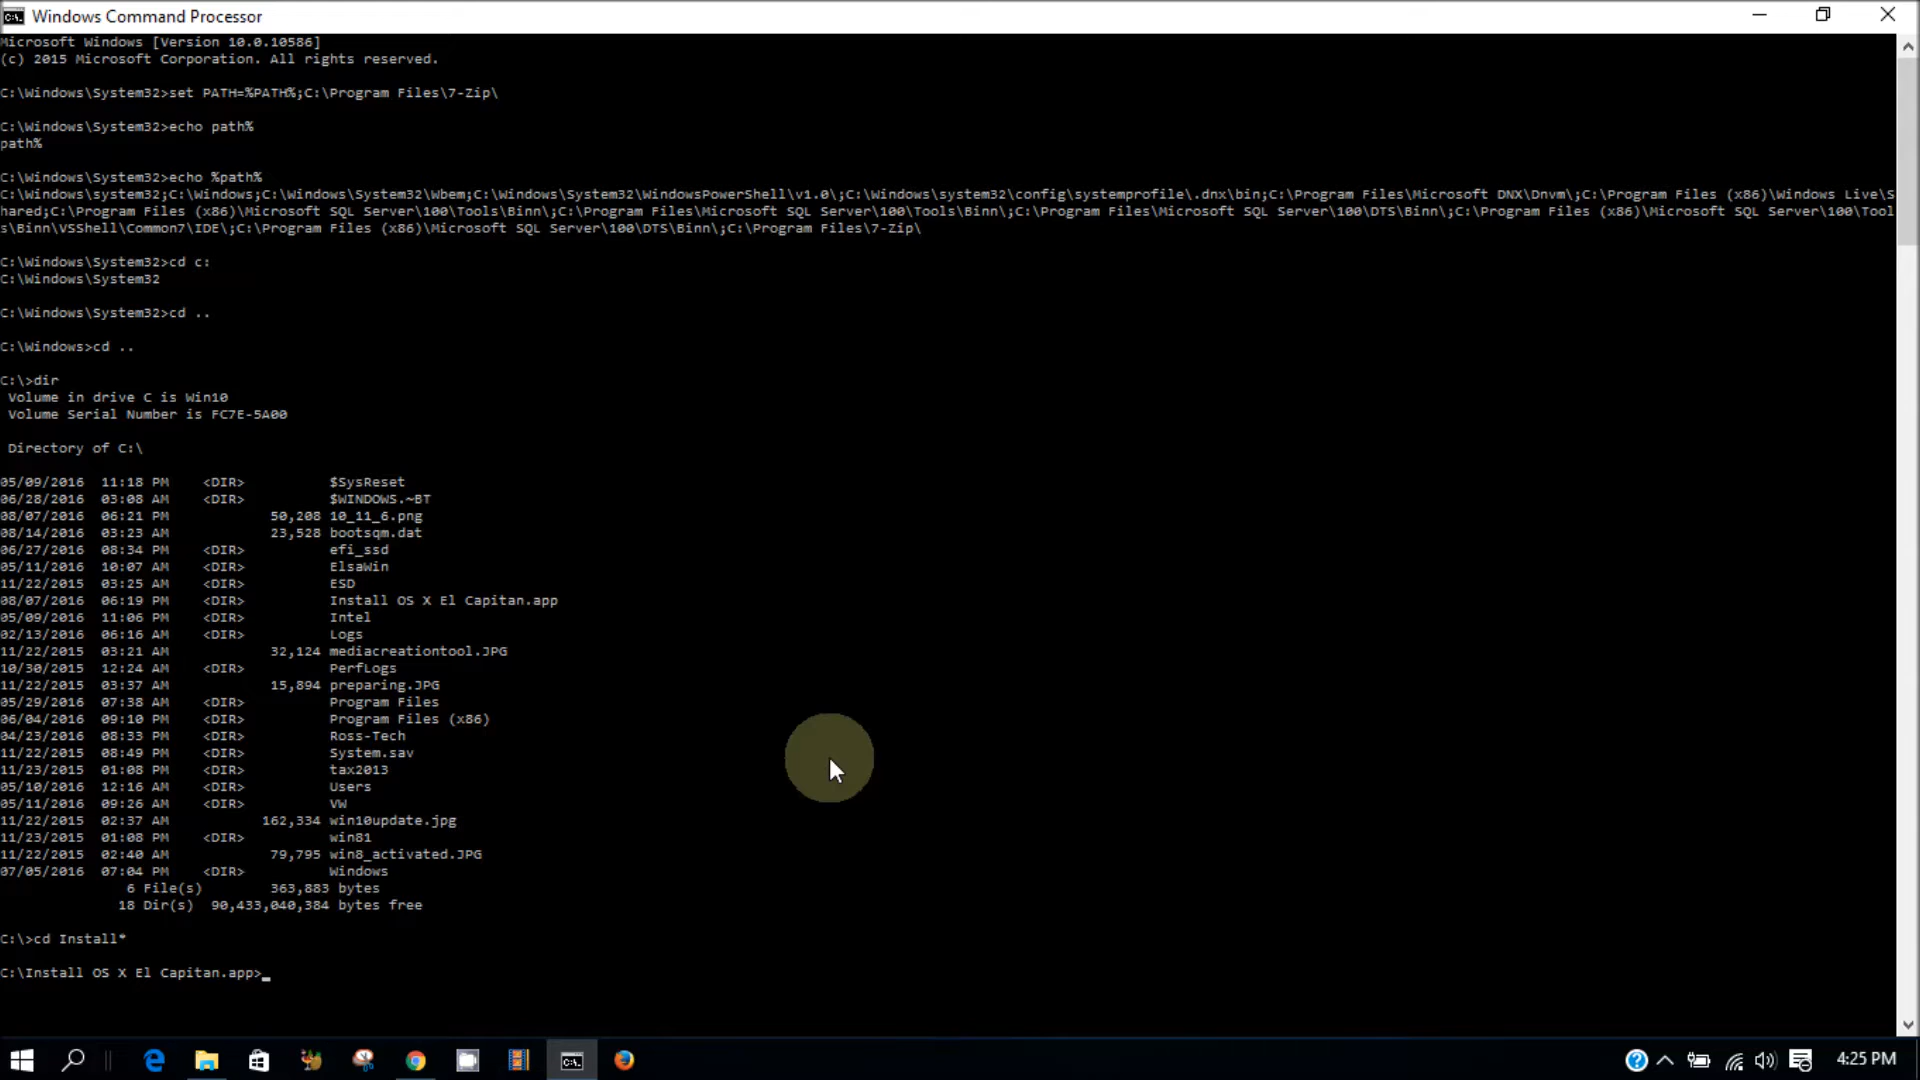 Windows Command Processor
Microsoft Windows [Version 10.0.10586]
(c) 2015 Microsoft Corporation. All rights reserved.
C:\Windows\System32>set PATH=%PATH%;C:\Program Files\7-Zip\
C:\Windows\System32>echo path%
path%
C:\Windows\System32>echo %path%
C:\Windows\system32;C:\Windows;C:\Windows\System32\Wbem;C:\Windows\System32\WindowsPowerShell\v1.0\;C:\Windows\system32\config\systemprofile\.dnx\bin;C:\Program Files\Microsoft DNX\Dnvm\;C:\Program Files (x86)\Windows Live\S
hared;C:\Program Files (x86)\Microsoft SQL Server\100\Tools\Binn\;C:\Program Files\Microsoft SQL Server\100\Tools\Binn\;C:\Program Files\Microsoft SQL Server\100\DTS\Binn\;C:\Program Files (x86)\Microsoft SQL Server\100\Tool
s\Binn\VSShell\Common7\IDE\;C:\Program Files (x86)\Microsoft SQL Server\100\DTS\Binn\;C:\Program Files\7-Zip\
C:\Windows\System32>cd c:
C:\Windows\System32
C:\Windows\System32>cd ..
C:\Windows>cd ..
C:\>dir
Volume in drive C is Win10
Volume Serial Number is FC7E-5A00
Directory of C:\
05/09/2016 11:18 PM <DIR> $SysReset
06/28/2016 03:08 AM <DIR> $WINDOWS.~BT
08/07/2016 06:21 PM 50,208 10_11_6.png
08/14/2016 03:23 AM 23,528 bootsqm.dat
06/27/2016 08:34 PM <DIR> efi_ssd
05/11/2016 10:07 AM <DIR> ElsaWin
11/22/2015 03:25 AM <DIR> ESD
08/07/2016 06:19 PM <DIR> Install OS X El Capitan.app
05/09/2016 11:06 PM <DIR> Intel
02/13/2016 06:16 AM <DIR> Logs
11/22/2015 03:21 AM 32,124 mediacreationtool.JPG
10/30/2015 12:24 AM <DIR> PerfLogs
11/22/2015 03:37 AM 15,894 preparing.JPG
05/29/2016 07:38 AM <DIR> Program Files
06/04/2016 09:10 PM <DIR> Program Files (x86)
04/23/2016 08:33 PM <DIR> Ross-Tech
11/22/2015 08:49 PM <DIR> System.sav
11/23/2015 01:08 PM <DIR> tax2013
05/10/2016 12:16 AM <DIR> Users
05/11/2016 09:26 AM <DIR> VW
11/22/2015 02:37 AM 162,334 win10update.jpg
11/23/2015 01:08 PM <DIR> win81
11/22/2015 02:40 AM 79,795 win8_activated.JPG
07/05/2016 07:04 PM <DIR> Windows
6 File(s) 363,883 bytes
18 Dir(s) 90,433,040,384 bytes free
C:\>cd Install*
C:\Install OS X El Capitan.app>_
4:25 PM